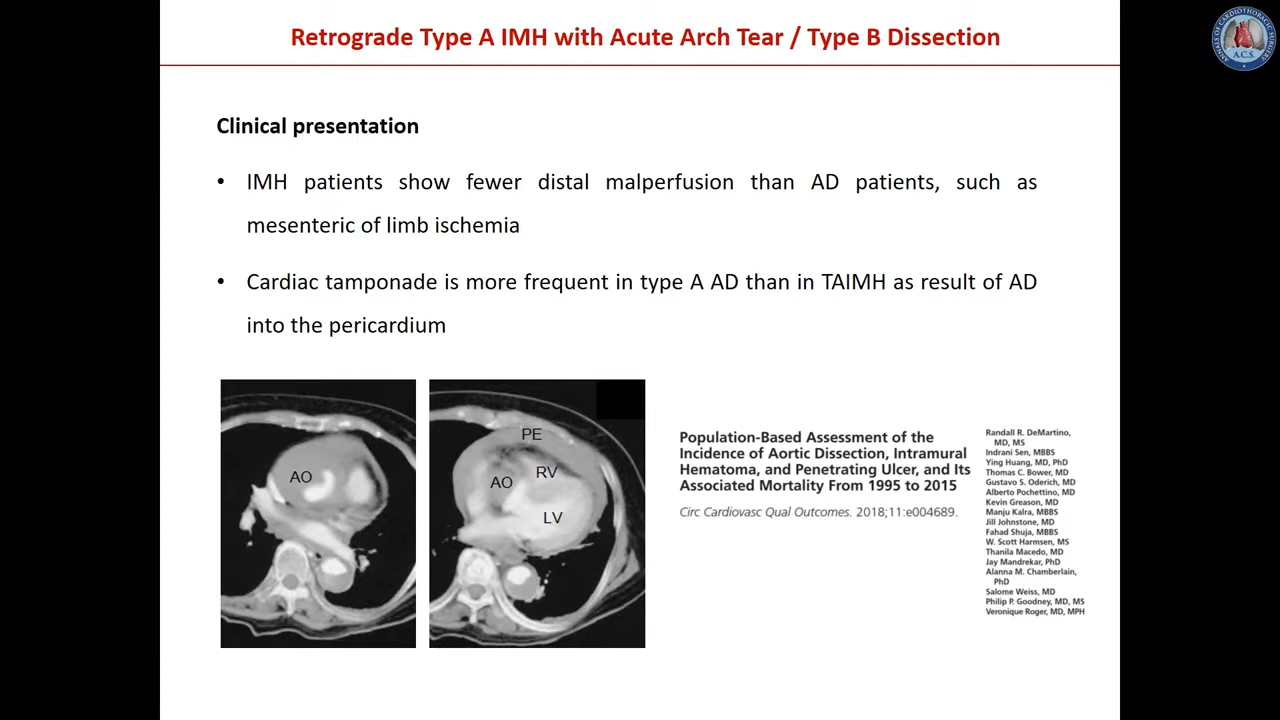 Retrograde Type A IMH with Acute Arch Tear / Type B Dissection
ANNALS OF CARDIOTHORACIC SURGERY
A.C.S.
Clinical presentation
• IMH patients show fewer distal malperfusion than AD patients, such as
mesenteric of limb ischemia
• Cardiac tamponade is more frequent in type A AD than in TAIMH as result of AD
into the pericardium
AO
PE
RV
AO
LV
Population-Based Assessment of the
Incidence of Aortic Dissection, Intramural
Hematoma, and Penetrating Ulcer, and Its
Associated Mortality From 1995 to 2015
Circ Cardiovasc Qual Outcomes. 2018;11:e004689.
Randall R. DeMartino,
MD, MS
Indrani Sen, MBBS
Ying Huang, MD, PhD
Thomas C. Bower, MD
Gustavo S. Oderich, MD
Alberto Pochettino, MD
Kevin Greason, MD
Manju Kalra, MBBS
Jill Johnstone, MD
Fahad Shuja, MBBS
W. Scott Harmsen, MS
Thanila Macedo, MD
Jay Mandrekar, PhD
Alanna M. Chamberlain,
PhD
Salome Weiss, MD
Philip P. Goodney, MD, MS
Veronique Roger, MD, MPH